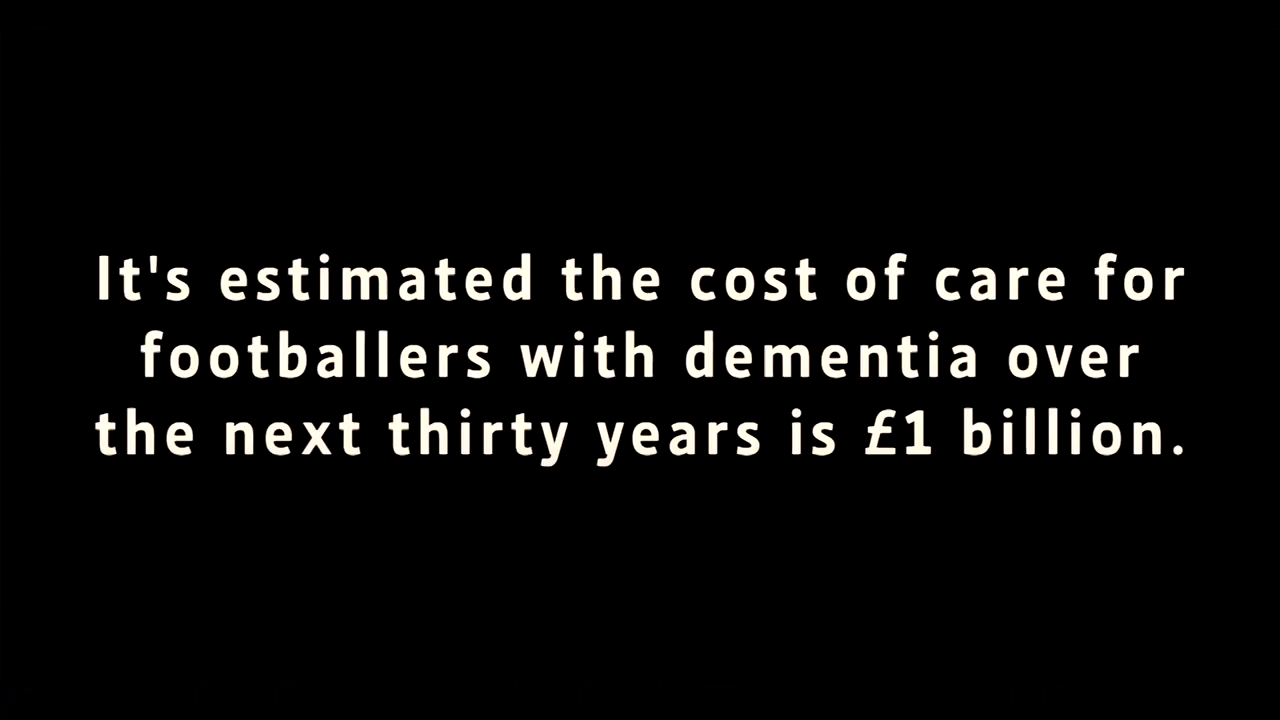 It's estimated the cost of care for
footballers with dementia over
the next thirty years is £1 billion.